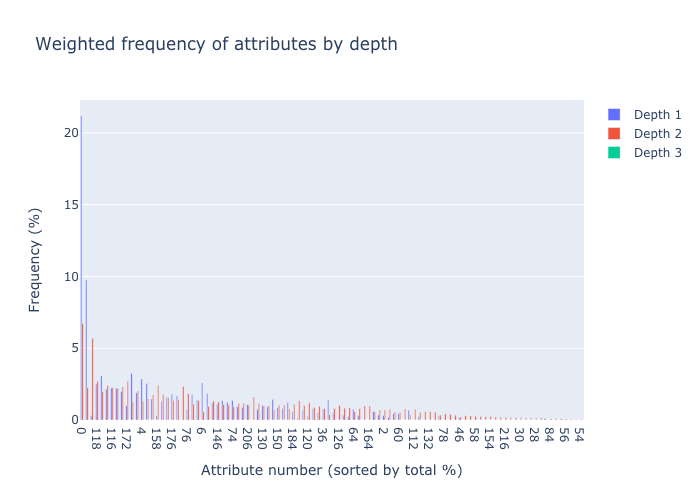 Weighted frequency of attributes by depth
Depth 1
Depth 2
Depth 3
20
15
10
5
0
Frequency (%)
0 118 116 172 4 158 176 76 6 146 74 206 130 150 184 120 36 126 64 164 2 60 112 132 78 46 58 154 216 30 28 84 56 54
Attribute number (sorted by total %)